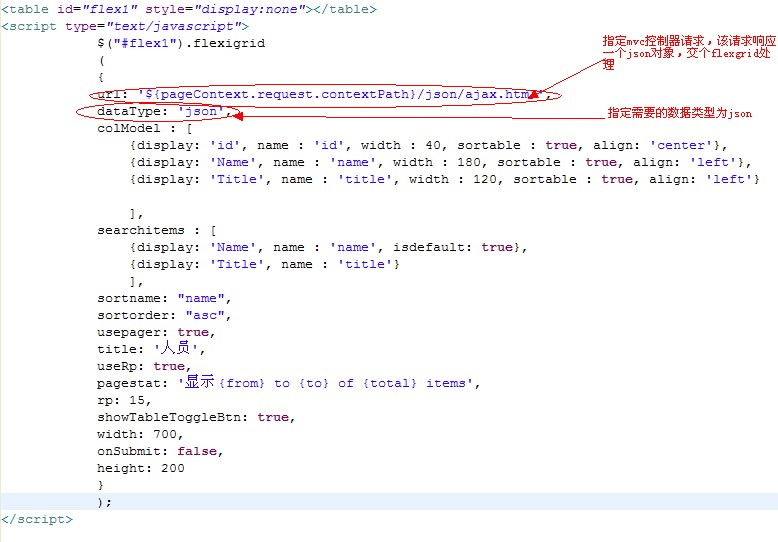 <table id="flex1" style="display:none"></table>
<script type="text/javascript">
$("#flex1").flexigrid
(
{
url: '${pageContext.request.contextPath}/json/ajax.htm',
dataType: 'json',
colModel : [
{display: 'id', name : 'id', width : 40, sortable : true, align: 'center'},
{display: 'Name', name : 'name', width : 180, sortable : true, align: 'left'},
{display: 'Title', name : 'title', width : 120, sortable : true, align: 'left'}
],
searchitems : [
{display: 'Name', name : 'name', isdefault: true},
{display: 'Title', name : 'title'}
],
sortname: "name",
sortorder: "asc",
usepager: true,
title: '人员',
useRp: true,
pagestat: '显示 {from} to {to} of {total} items',
rp: 15,
showTableToggleBtn: true,
width: 700,
onSubmit: false,
height: 200
}
);
</script>
指定mvc控制器请求，该请求响应
一个json对象，交个flexgrid处
理
指定需要的数据类型为json